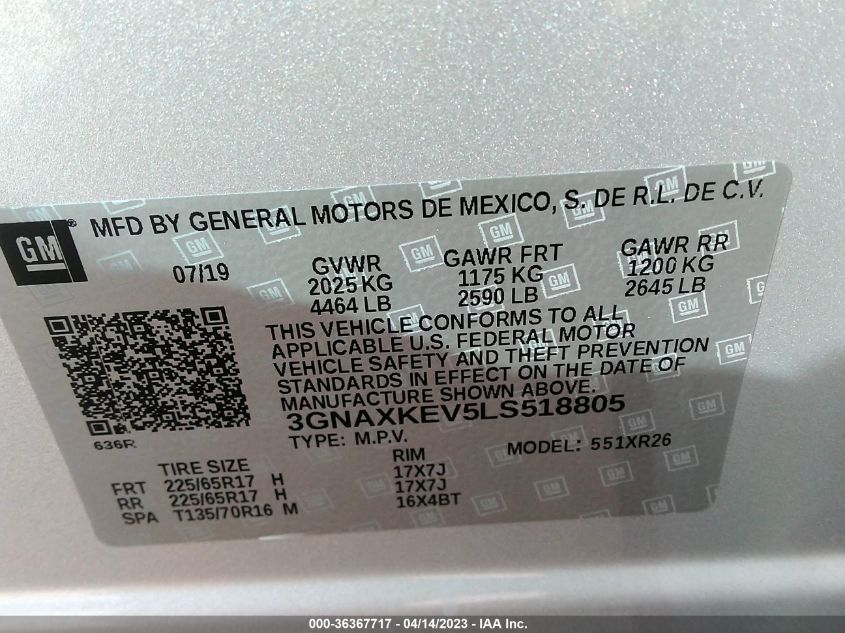 GM® MFD BY GENERAL MOTORS DE MEXICO, S. DE R.L. DE C.V.
07/19 GVWR GAWR FRT GAWR RR
2025 KG 1175 KG 1200 KG
4464 LB 2590 LB 2645 LB
THIS VEHICLE CONFORMS TO ALL
APPLICABLE U.S. FEDERAL MOTOR
VEHICLE SAFETY AND THEFT PREVENTION
STANDARDS IN EFFECT ON THE DATE OF
MANUFACTURE SHOWN ABOVE.
3GNAXKEV5LS518805
636R TYPE: M.P.V. MODEL: 551XR26
TIRE SIZE RIM
FRT 225/65R17 H 17X7J
RR 225/65R17 H 17X7J
SPA T135/70R16 M 16X4BT
000-36367717 - 04/14/2023 - IAA Inc.